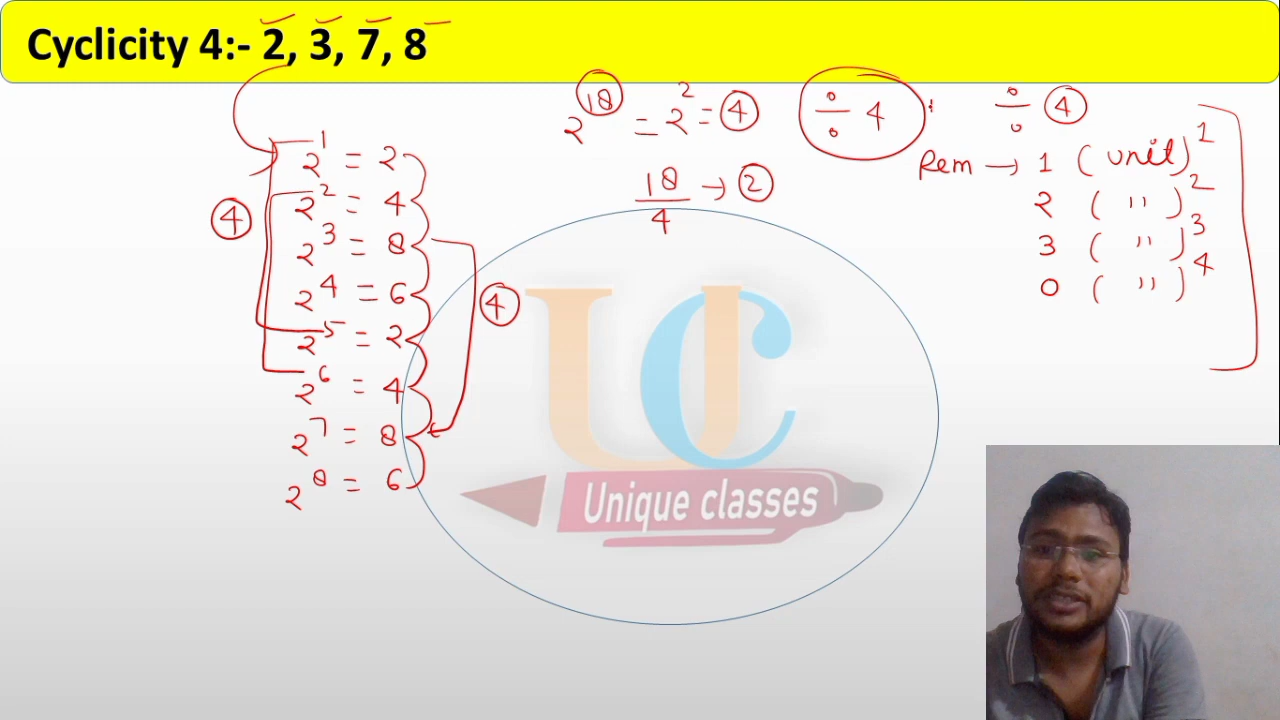 Cyclicity 4:- 2, 3, 7, 8
2^18 = 2^2 = 4
18/4 → 2
÷ 4
÷ 4
Rem → 1 (unit)^1
2 ( '' )^2
3 ( '' )^3
0 ( '' )^4
2^1 = 2
2^2 = 4
2^3 = 8
2^4 = 6
2^5 = 2
2^6 = 4
2^7 = 8
2^8 = 6
4
4
UC
Unique classes